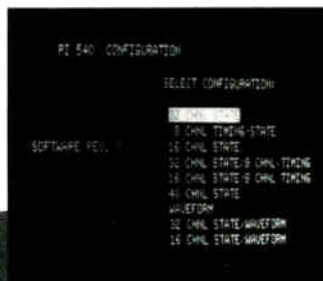 PI 540 CONFIGURATION
SELECT CONFIGURATION:
32 CHNL STATE
8 CHNL TIMING-STATE
16 CHNL STATE
SOFTWARE REV.
32 CHNL STATE/8 CHNL TIMING
16 CHNL STATE/8 CHNL TIMING
48 CHNL STATE
WAVEFORM
32 CHNL STATE/WAVEFORM
16 CHNL STATE/WAVEFORM